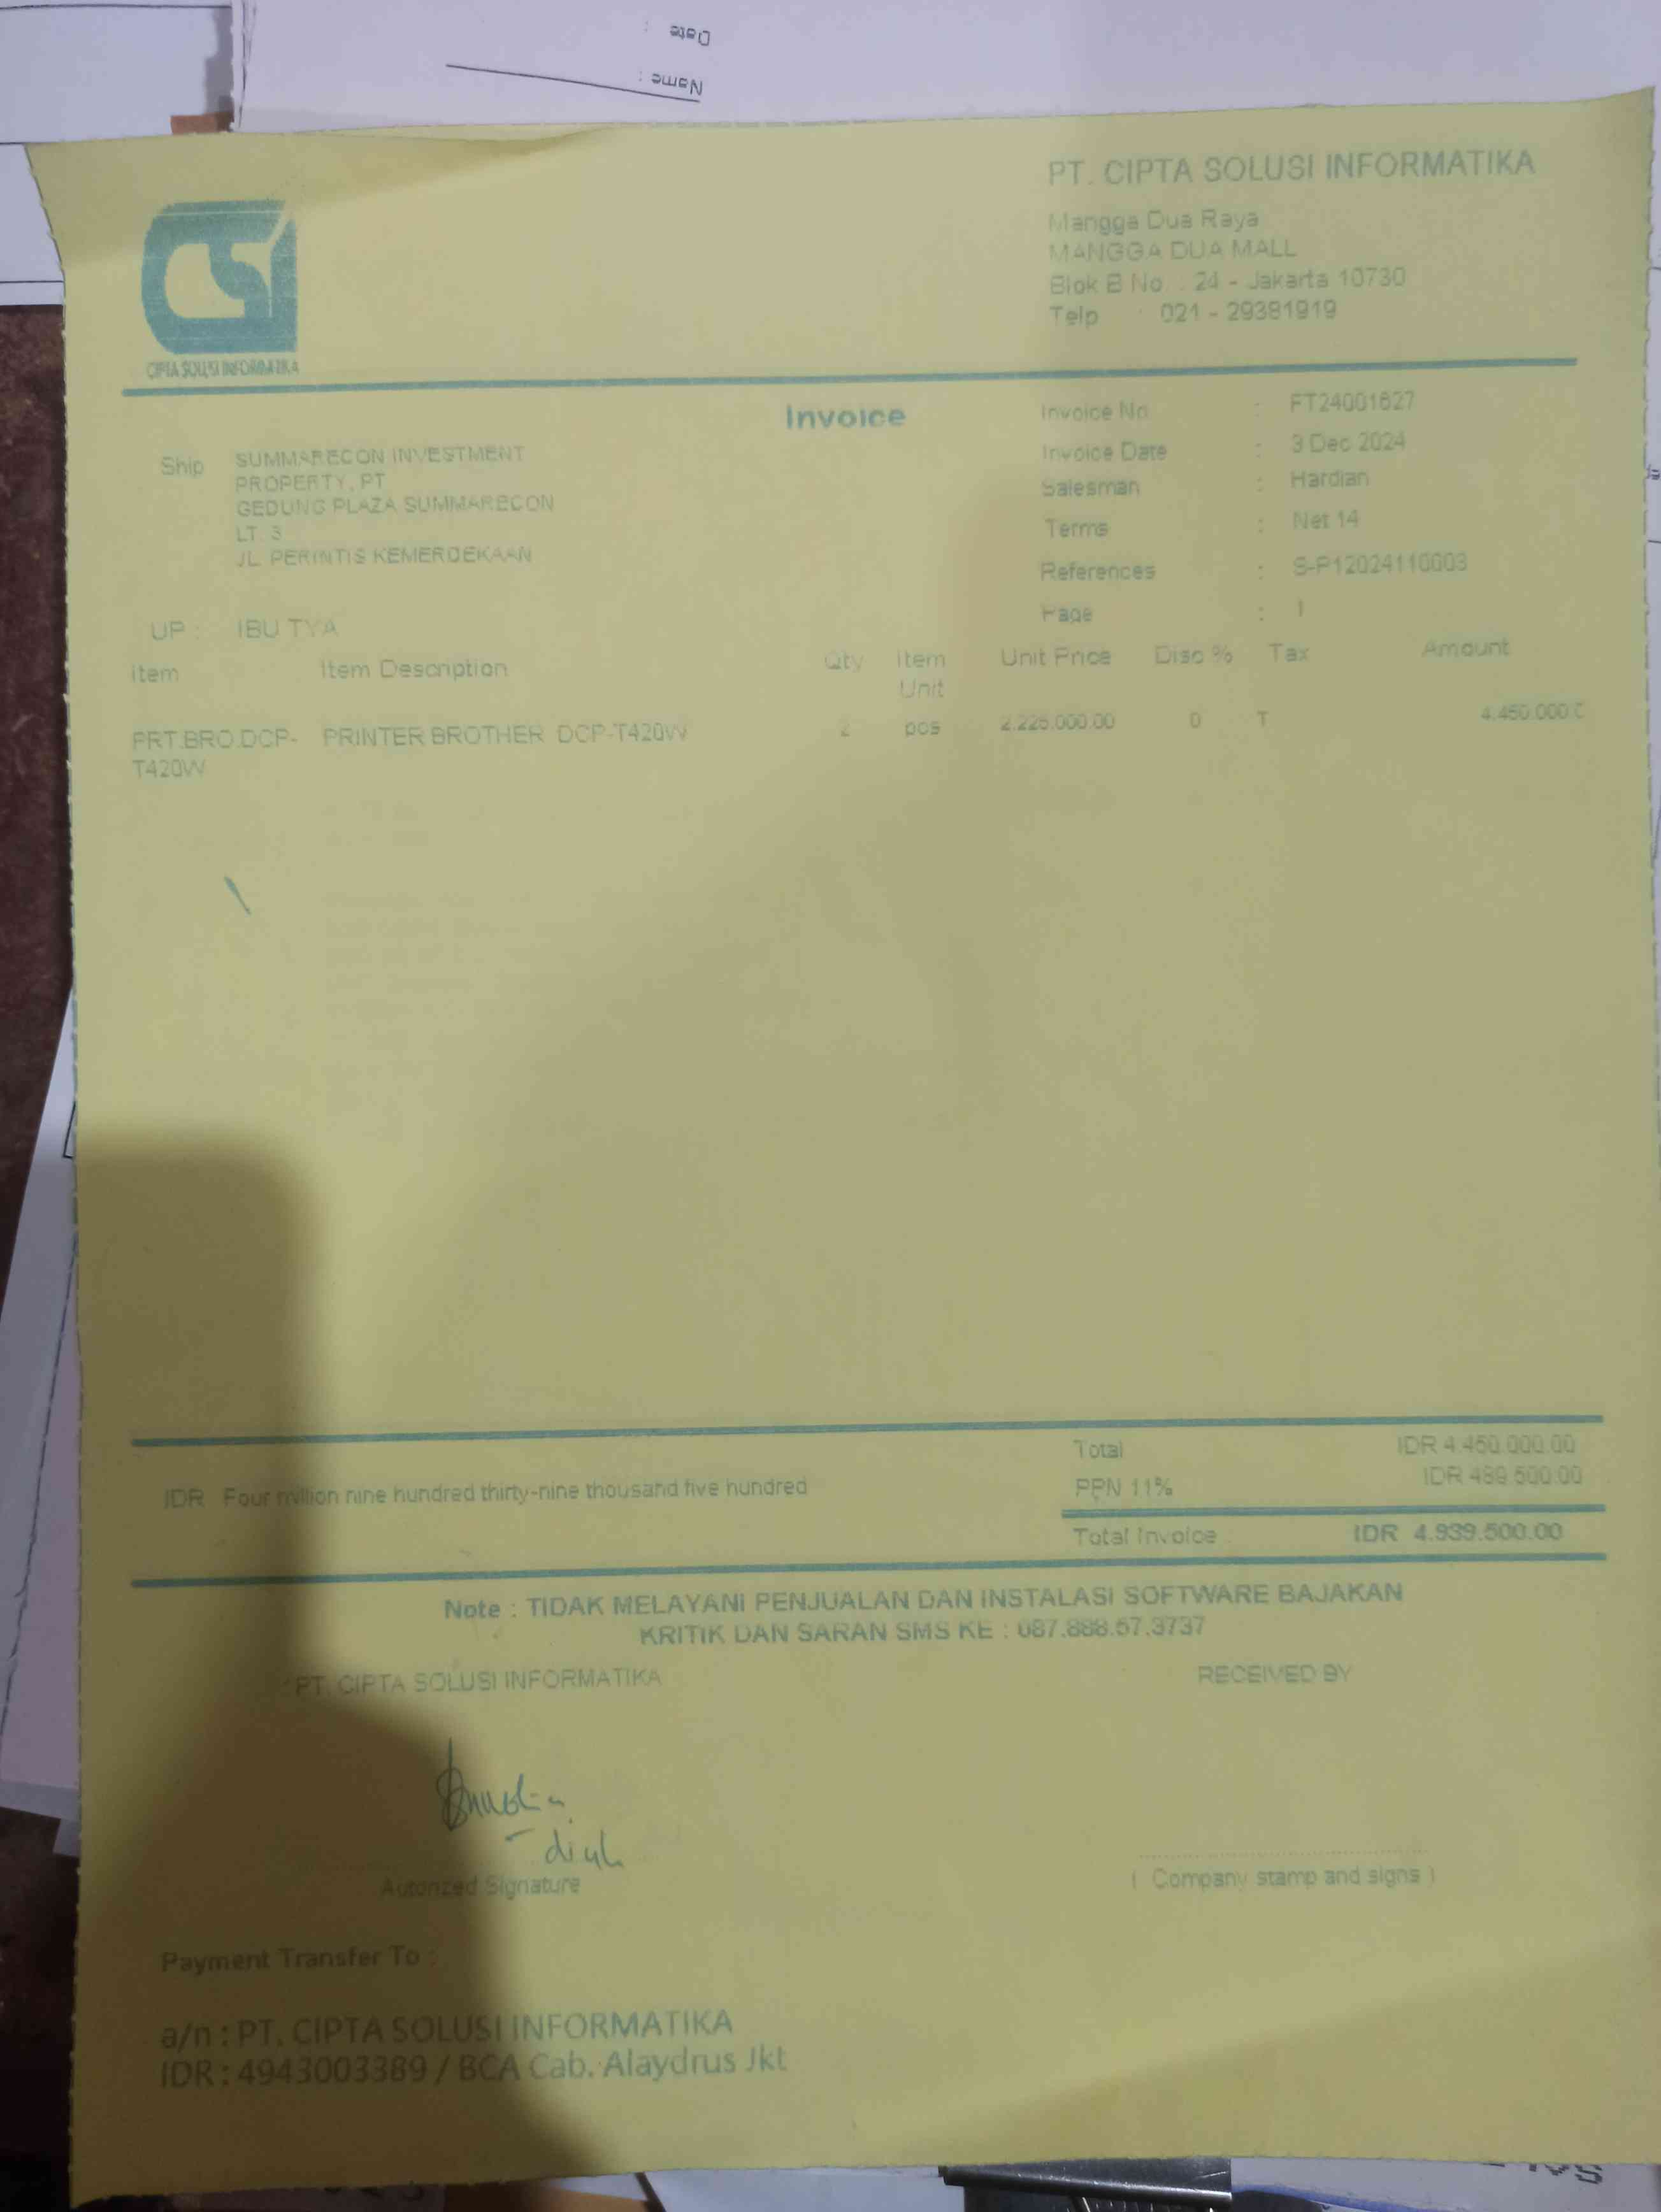 Date :
Name :
PT. CIPTA SOLUSI INFORMATIKA
Mangga Dua Raya
MANGGA DUA MALL
Blok B No . 24 - Jakarta 10730
Telp : 021 - 29381919
CSI
CIPTA SOLUSI INFORMATIKA
Invoice
Invoice No : FT24001627
Invoice Date : 3 Dec 2024
Salesman : Hardian
Terms : Net 14
References : S-P12024110003
Page : 1
Ship SUMMARECON INVESTMENT
PROPERTY, PT
GEDUNG PLAZA SUMMARECON
LT. 3
JL. PERINTIS KEMERDEKAAN
UP : IBU TYA
Item Item Description Qty Item Unit Unit Price Disc % Tax Amount
PRT.BRO.DCP- PRINTER BROTHER DCP-T420W 2 pcs 2.225.000.00 0 T 4.450.000.0
T420W
Total IDR 4.450.000.00
IDR Four million nine hundred thirty-nine thousand five hundred
PPN 11% IDR 489.500.00
Total Invoice : IDR 4.939.500.00
Note : TIDAK MELAYANI PENJUALAN DAN INSTALASI SOFTWARE BAJAKAN
KRITIK DAN SARAN SMS KE : 087.888.57.3737
PT. CIPTA SOLUSI INFORMATIKA RECEIVED BY
Autorized Signature
( Company stamp and signs )
Payment Transfer To :
a/n : PT. CIPTA SOLUSI INFORMATIKA
IDR : 4943003389 / BCA Cab. Alaydrus Jkt